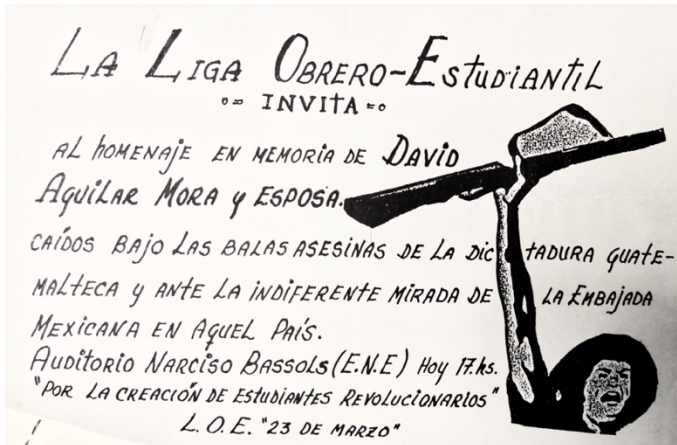 LA LIGA OBRERO-ESTUDIANTIL
INVITA
AL HOMENAJE EN MEMORIA DE DAVID
AGUILAR MORA Y ESPOSA.
CAÍDOS BAJO LAS BALAS ASESINAS DE LA DICTADURA GUATE-
MALTECA Y ANTE LA INDIFERENTE MIRADA DE LA EMBAJADA
MEXICANA EN AQUEL PAÍS.
AUDITORIO NARCISO BASSOLS (E.N.E) HOY 17. hs.
"POR LA CREACIÓN DE ESTUDIANTES REVOLUCIONARIOS"
L. O. E. "23 DE MARZO"